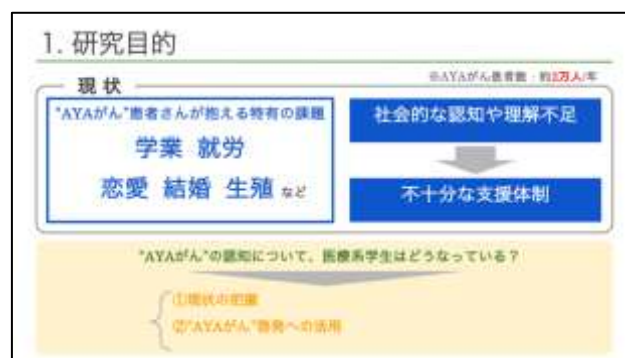 1. 研究目的
※AYAがん患者数：約2万人/年
現状
"AYAがん"患者さんが抱える特有の課題
学業 就労
恋愛 結婚 生殖 など
社会的な認知や理解不足
不十分な支援体制
"AYAがん"の認知について、医療系学生はどうなっている？
①現状の把握
②"AYAがん"啓発への活用